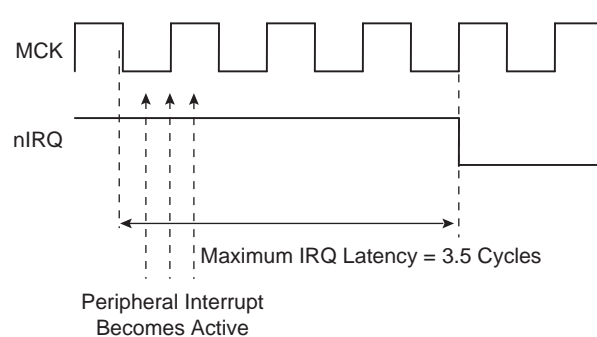 MCK
nIRQ
Maximum IRQ Latency = 3.5 Cycles
Peripheral Interrupt
Becomes Active